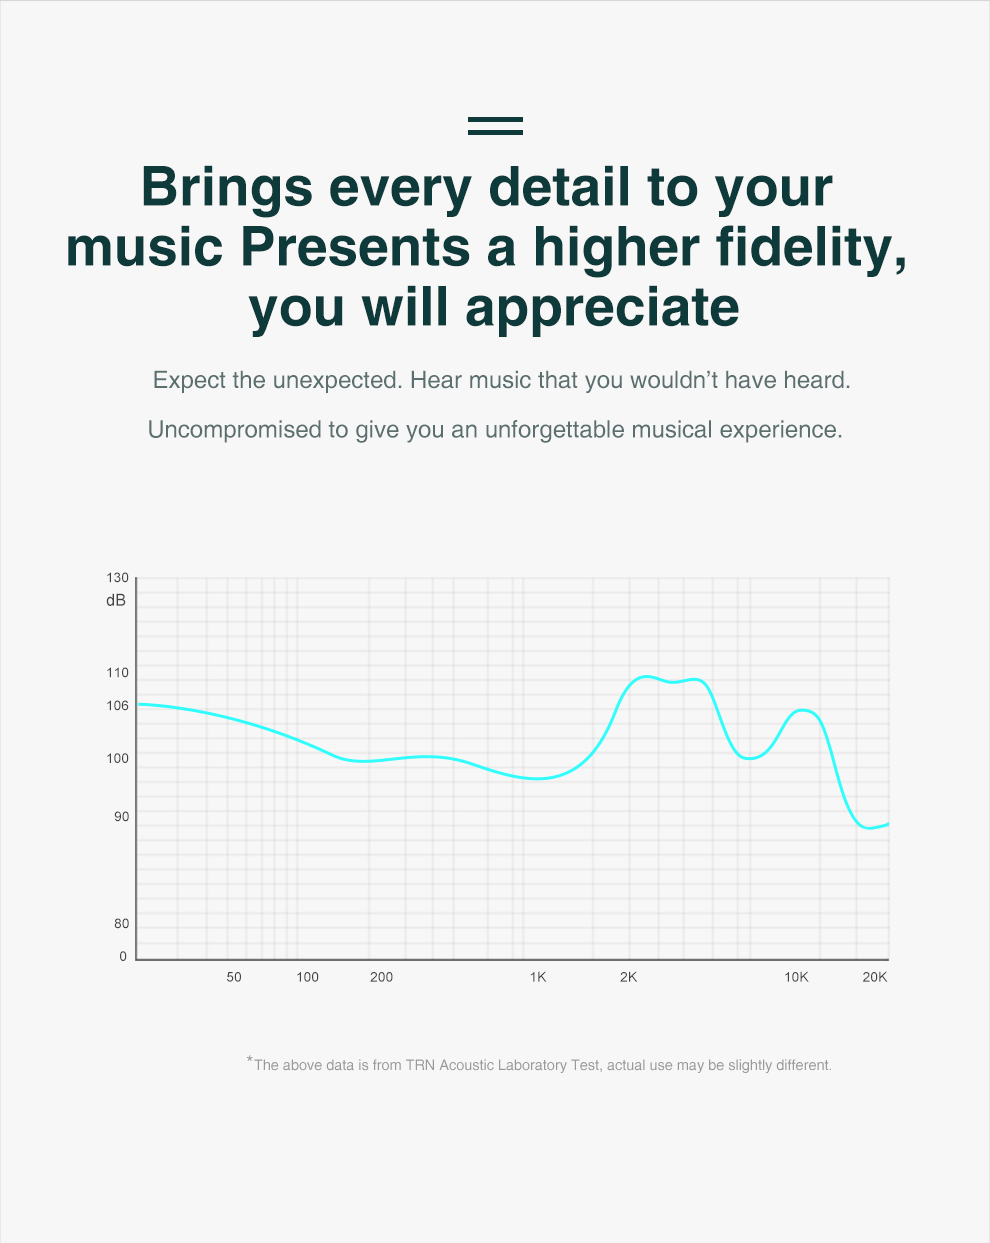 Brings every detail to your
music Presents a higher fidelity,
you will appreciate
Expect the unexpected. Hear music that you wouldn’t have heard.
Uncompromised to give you an unforgettable musical experience.
130
dB
110
106
100
90
80
0
50 100 200 1K 2K 10K 20K
*The above data is from TRN Acoustic Laboratory Test, actual use may be slightly different.